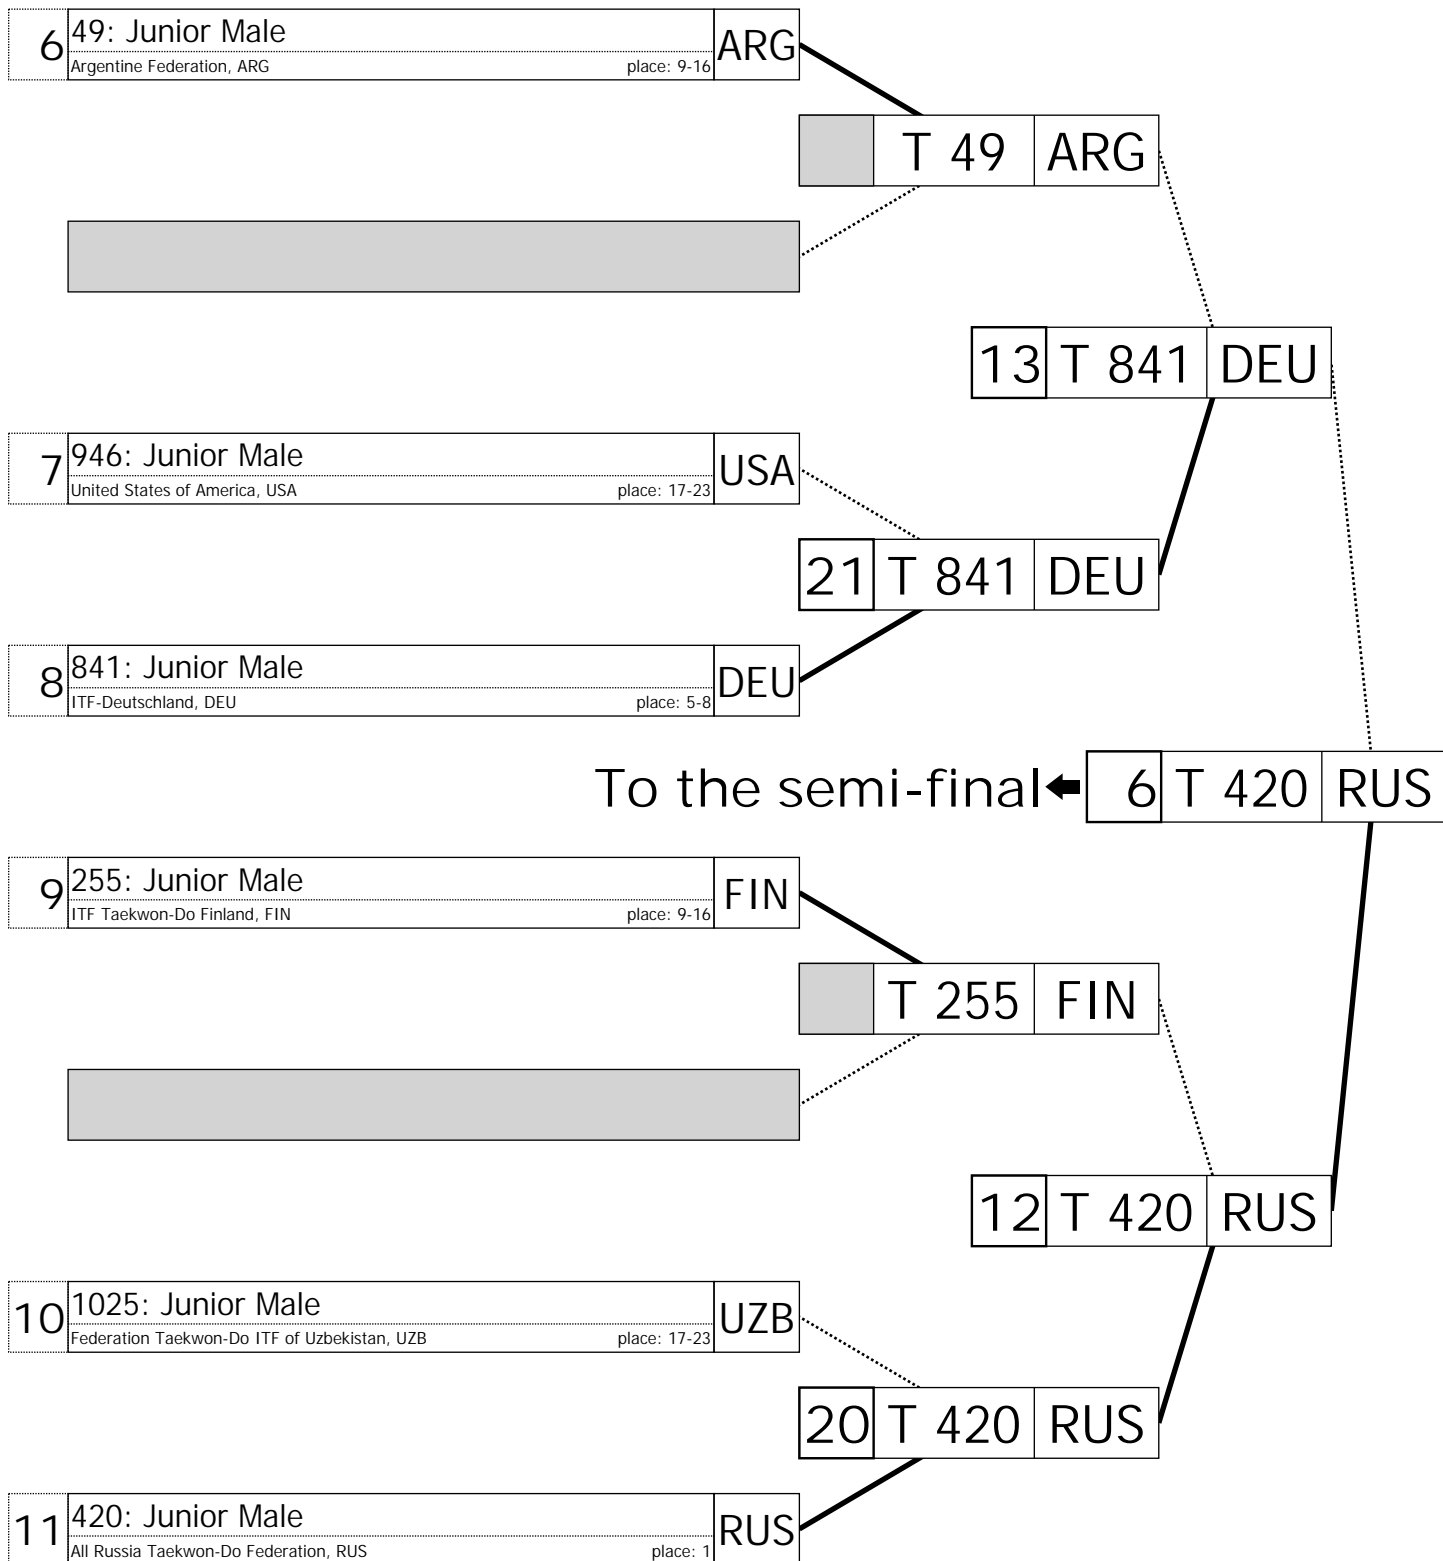 6 49: Junior Male ARG
Argentine Federation, ARG place: 9-16
T 49 ARG
13 T 841 DEU
7 946: Junior Male USA
United States of America, USA place: 17-23
21 T 841 DEU
8 841: Junior Male DEU
ITF-Deutschland, DEU place: 5-8
To the semi-final 6 T 420 RUS
9 255: Junior Male FIN
ITF Taekwon-Do Finland, FIN place: 9-16
T 255 FIN
12 T 420 RUS
10 1025: Junior Male UZB
Federation Taekwon-Do ITF of Uzbekistan, UZB place: 17-23
20 T 420 RUS
11 420: Junior Male RUS
All Russia Taekwon-Do Federation, RUS place: 1